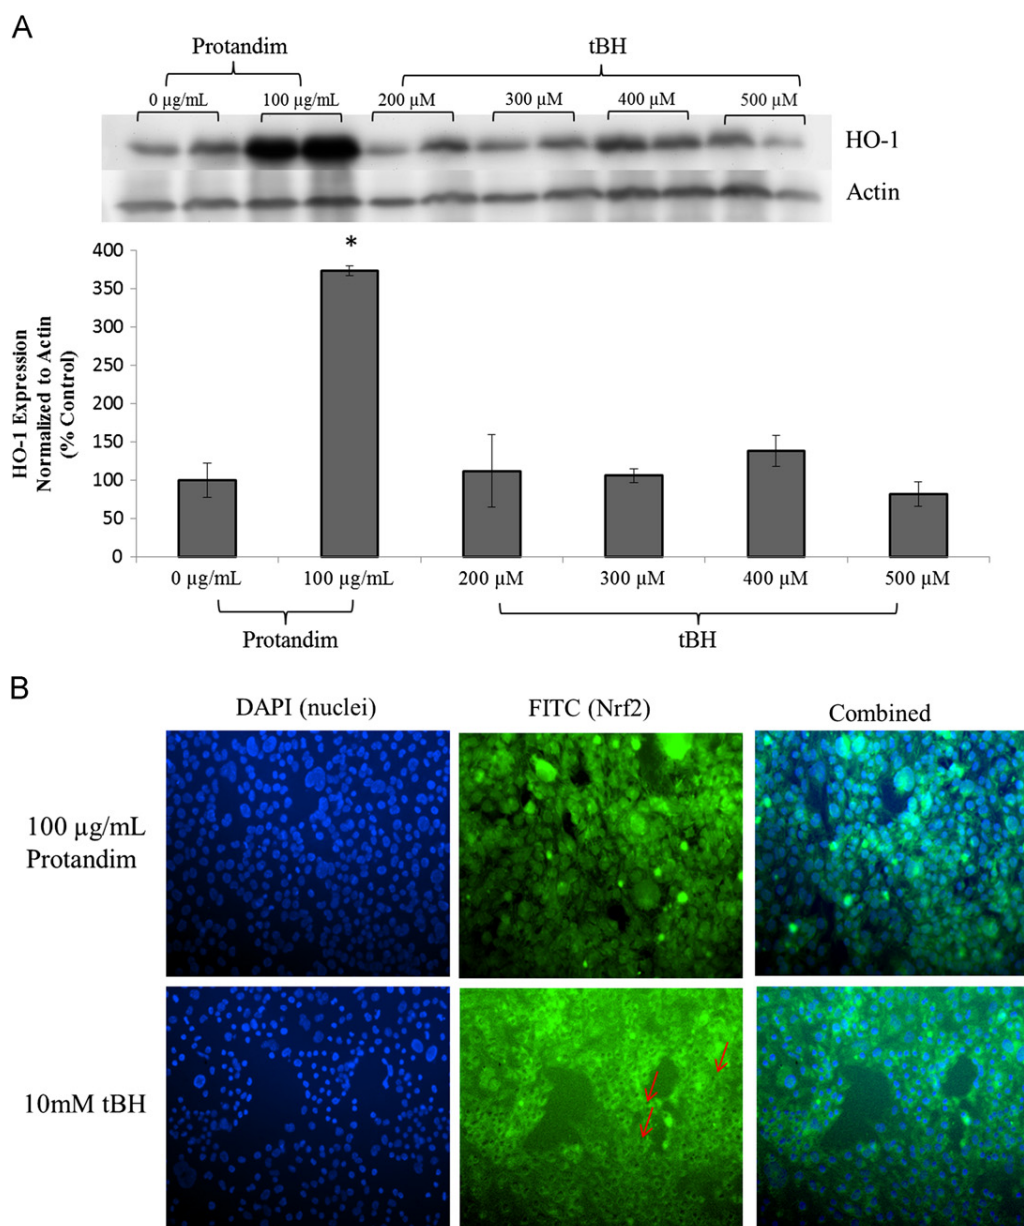 A
Protandim
tBH
0 µg/mL
100 µg/mL
200 µM
300 µM
400 µM
500 µM
HO-1
Actin
400
350
300
250
200
150
100
50
0
HO-1 Expression
Normalized to Actin
(% Control)
*
0 µg/mL
100 µg/mL
200 µM
300 µM
400 µM
500 µM
Protandim
tBH
B
DAPI (nuclei)
FITC (Nrf2)
Combined
100 µg/mL
Protandim
10mM tBH